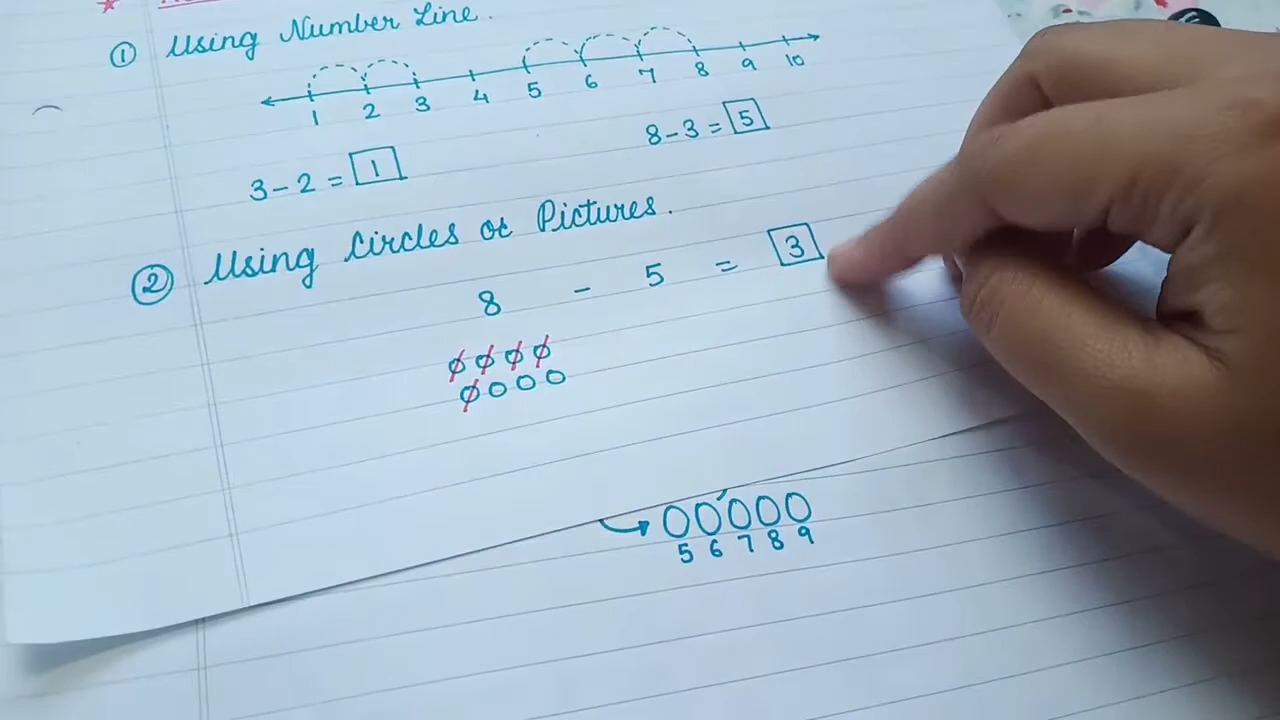 ① Using Number Line.
1 2 3 4 5 6 7 8 9 10
3 - 2 = 1
8 - 3 = 5
② Using Circles or Pictures.
8 - 5 = 3
5 6 7 8 9